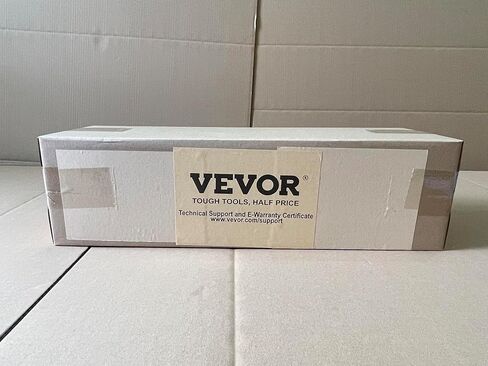 VEVOR®
TOUGH TOOLS, HALF PRICE
Technical Support and E-Warranty Certificate
www.vevor.com/support